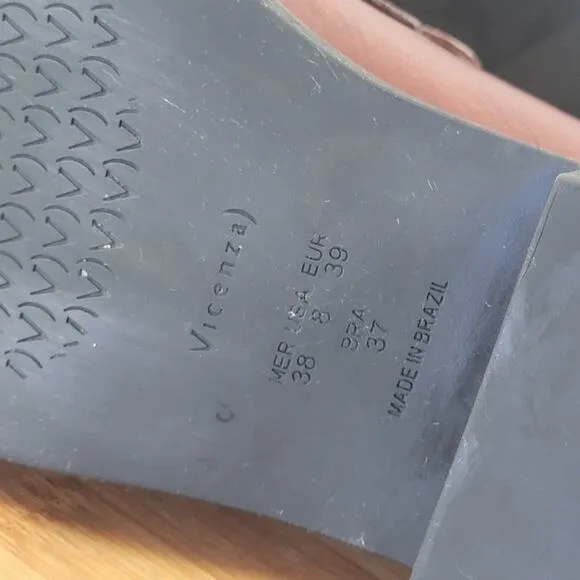 Vicenza)
MER USA EUR
38 8 39
BRA
37
MADE IN BRAZIL